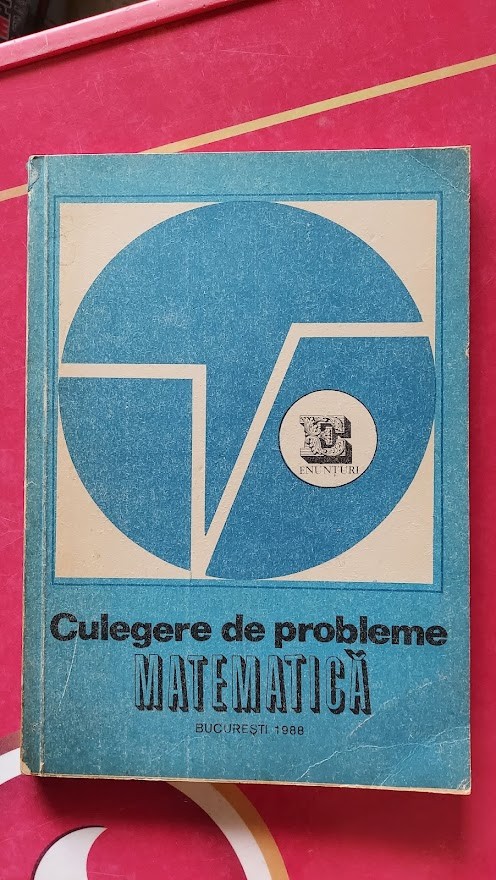 E
ENUNȚURI
Culegere de probleme
MATEMATICĂ
BUCUREȘTI 1988